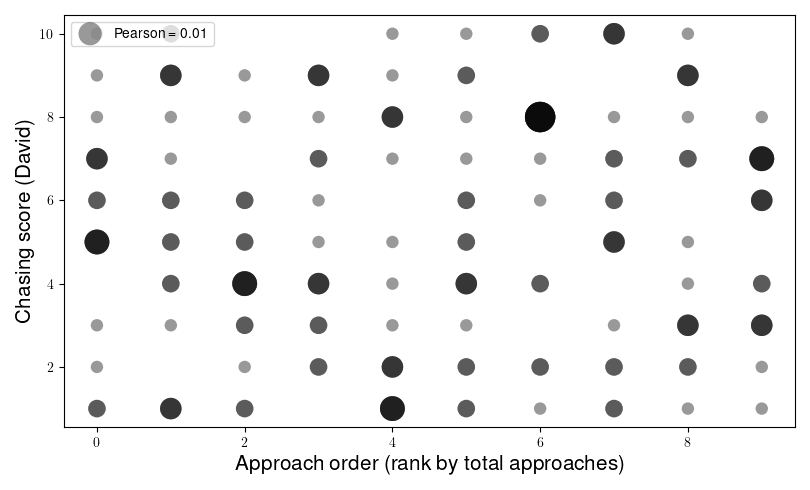 Pearson = 0.01
10
8
6
4
2
Chasing score (David)
0 2 4 6 8
Approach order (rank by total approaches)